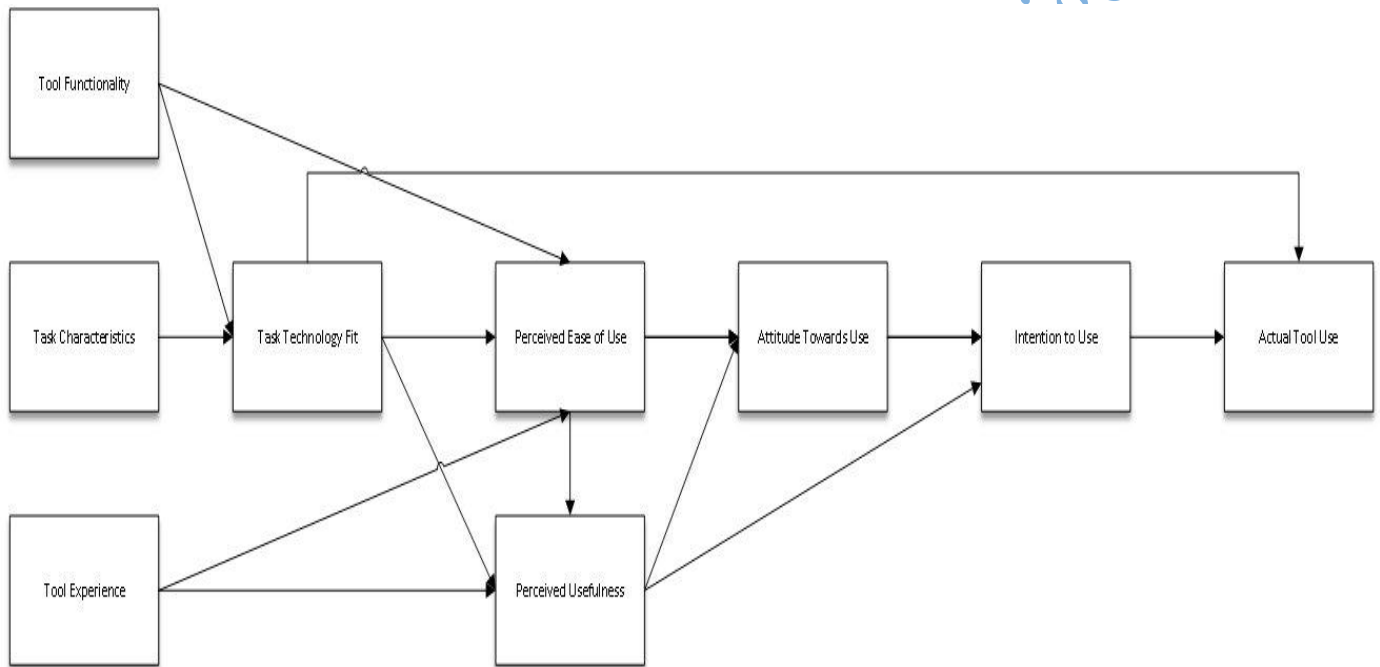 Tool Functionality
Task Characteristics
Task Technology Fit
Perceived Ease of Use
Attitude Towards Use
Intention to Use
Actual Tool Use
Tool Experience
Perceived Usefulness